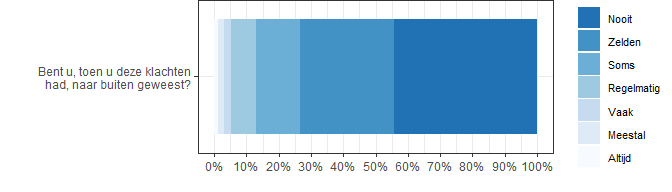 Bent u, toen u deze klachten
had, naar buiten geweest?
0% 10% 20% 30% 40% 50% 60% 70% 80% 90% 100%
Nooit
Zelden
Soms
Regelmatig
Vaak
Meestal
Altijd